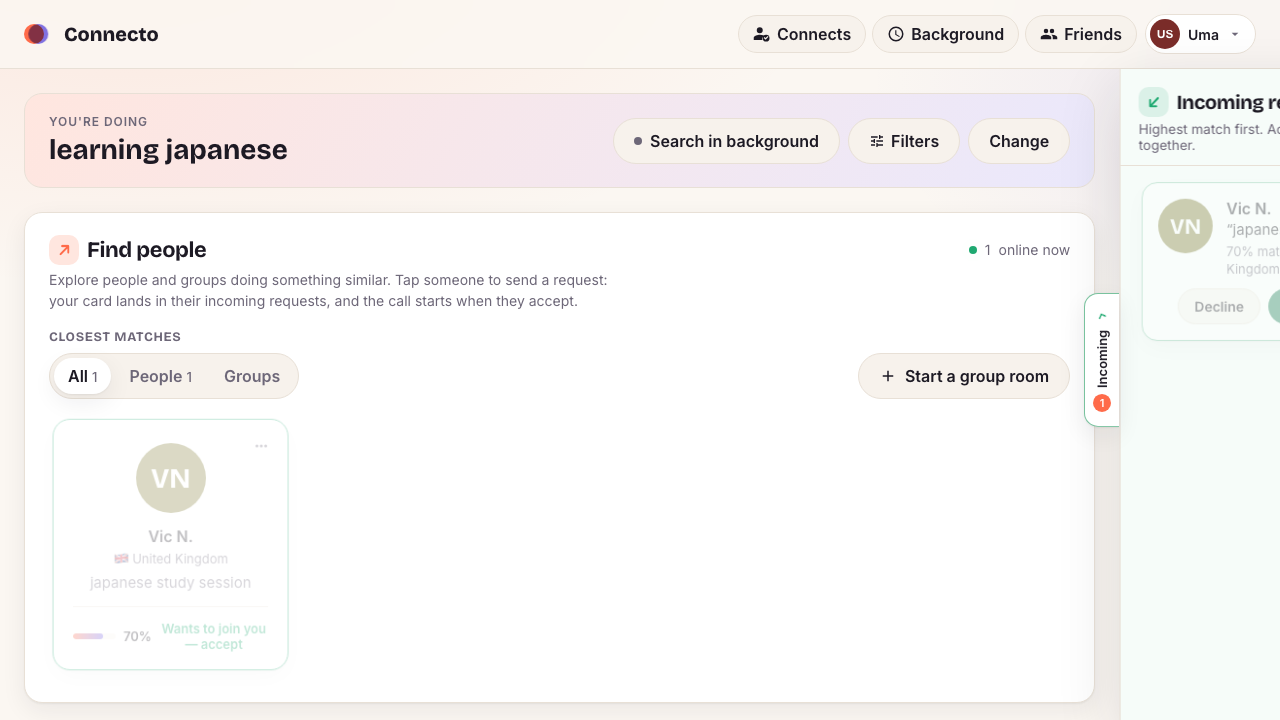 Connecto
Connects
Background
Friends
US
Uma
YOU'RE DOING
learning japanese
Search in background
Filters
Change
Find people
1 online now
Explore people and groups doing something similar. Tap someone to send a request:
your card lands in their incoming requests, and the call starts when they accept.
CLOSEST MATCHES
All 1
People 1
Groups
Start a group room
VN
Vic N.
🇬🇧 United Kingdom
japanese study session
70%
Wants to join you
— accept
Incoming
1
Incoming re
Highest match first. Ac
together.
VN
Vic N.
“japane
70% mat
Kingdom
Decline